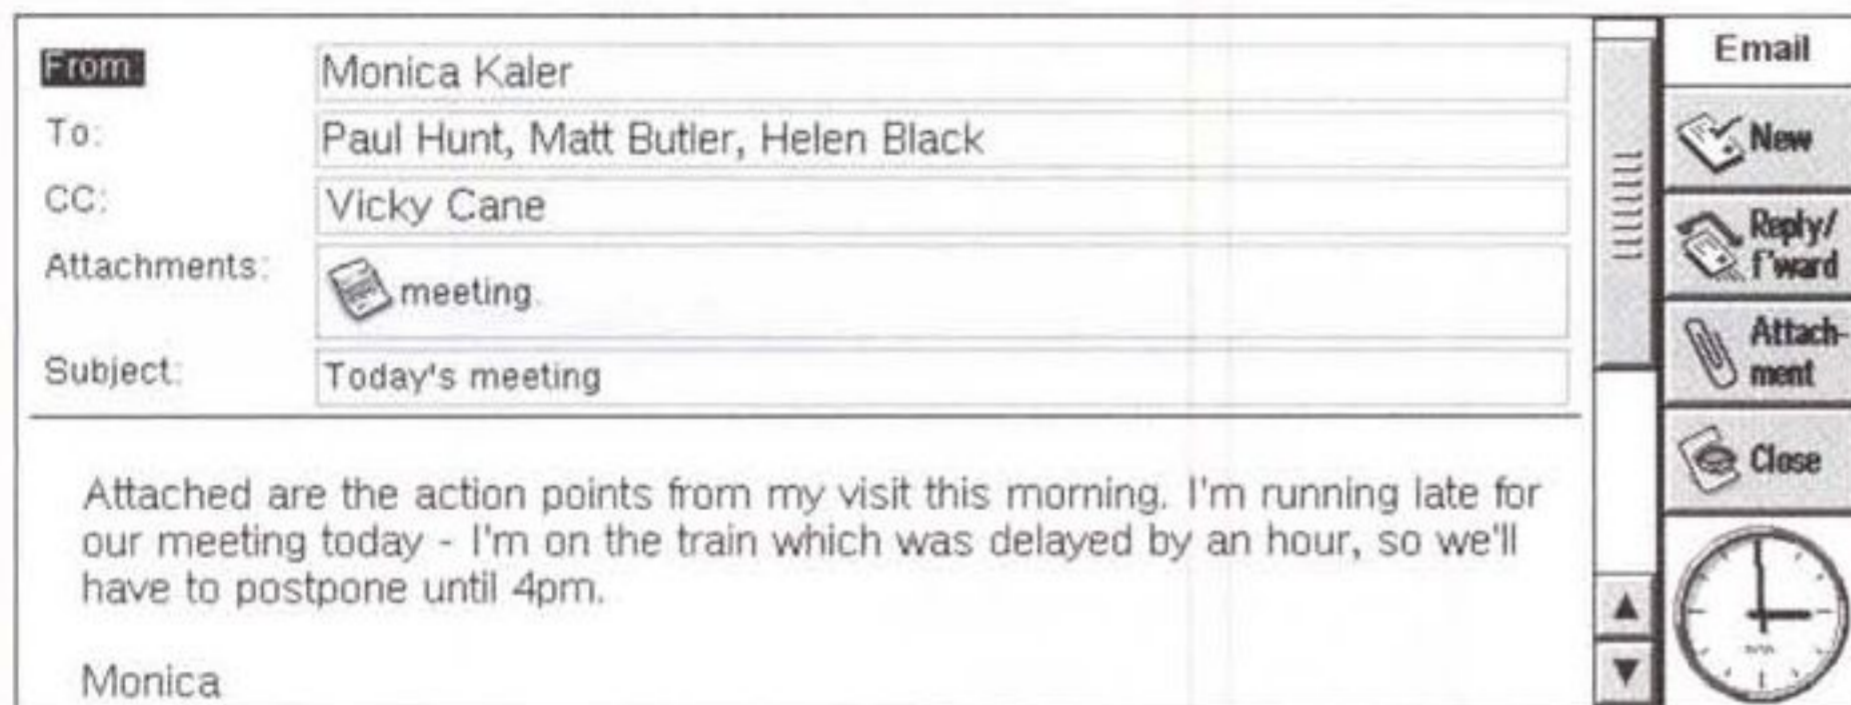 From:
Monica Kaler
To:
Paul Hunt, Matt Butler, Helen Black
CC:
Vicky Cane
Attachments:
meeting.
Subject:
Today's meeting
Attached are the action points from my visit this morning. I'm running late for
our meeting today - I'm on the train which was delayed by an hour, so we'll
have to postpone until 4pm.
Monica
Email
New
Reply/
f'ward
Attach-
ment
Close